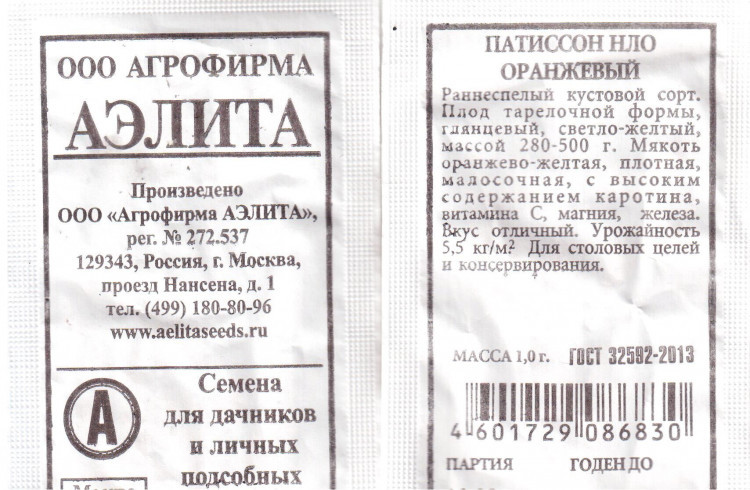 ООО АГРОФИРМА
АЭЛИТА
Произведено
ООО «Агрофирма АЭЛИТА»,
рег. № 272.537
129343, Россия, г. Москва,
проезд Нансена, д. 1
тел. (499) 180-80-96
www.aelitaseeds.ru
А
Семена
для дачников
и личных
подсобных
ПАТИССОН НЛО
ОРАНЖЕВЫЙ
Раннеспелый кустовой сорт.
Плод тарелочной формы,
глянцевый, светло-желтый,
массой 280-500 г. Мякоть
оранжево-желтая, плотная,
малосочная, с высоким
содержанием каротина,
витамина С, магния, железа.
Вкус отличный. Урожайность
5,5 кг/м² Для столовых целей
и консервирования.
МАССА 1,0 г. ГОСТ 32592-2013
4 601729 086830
ПАРТИЯ ГОДЕН ДО